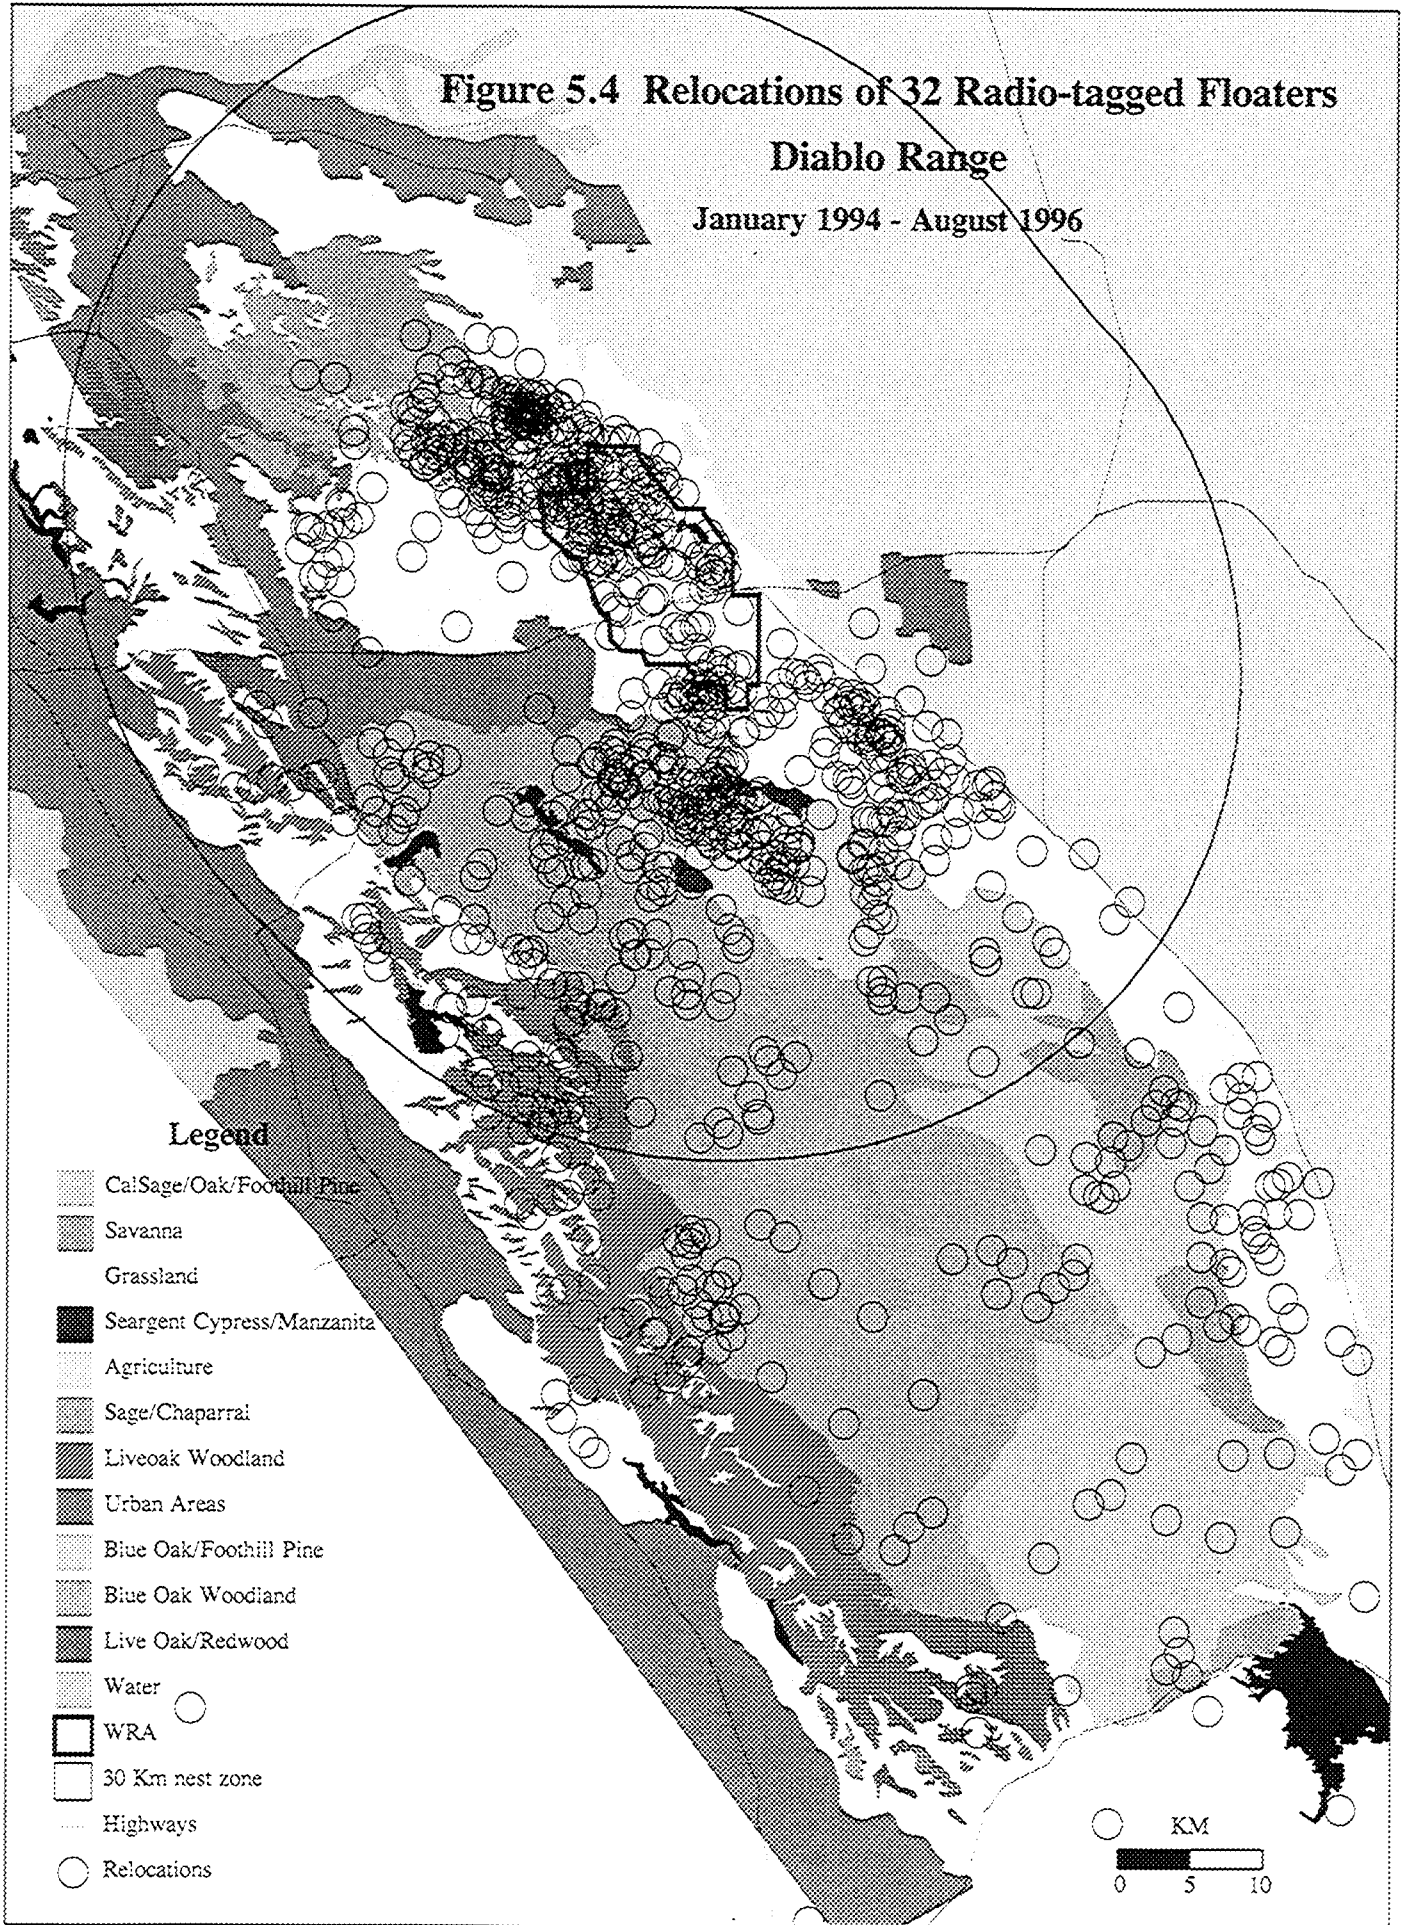 Figure 5.4 Relocations of 32 Radio-tagged Floaters
Diablo Range
January 1994 - August 1996
Legend
CalSage/Oak/Foothill Pine
Savanna
Grassland
Seargent Cypress/Manzanita
Agriculture
Sage/Chaparral
Liveoak Woodland
Urban Areas
Blue Oak/Foothill Pine
Blue Oak Woodland
Live Oak/Redwood
Water
WRA
30 Km nest zone
Highways
Relocations
KM
0 5 10